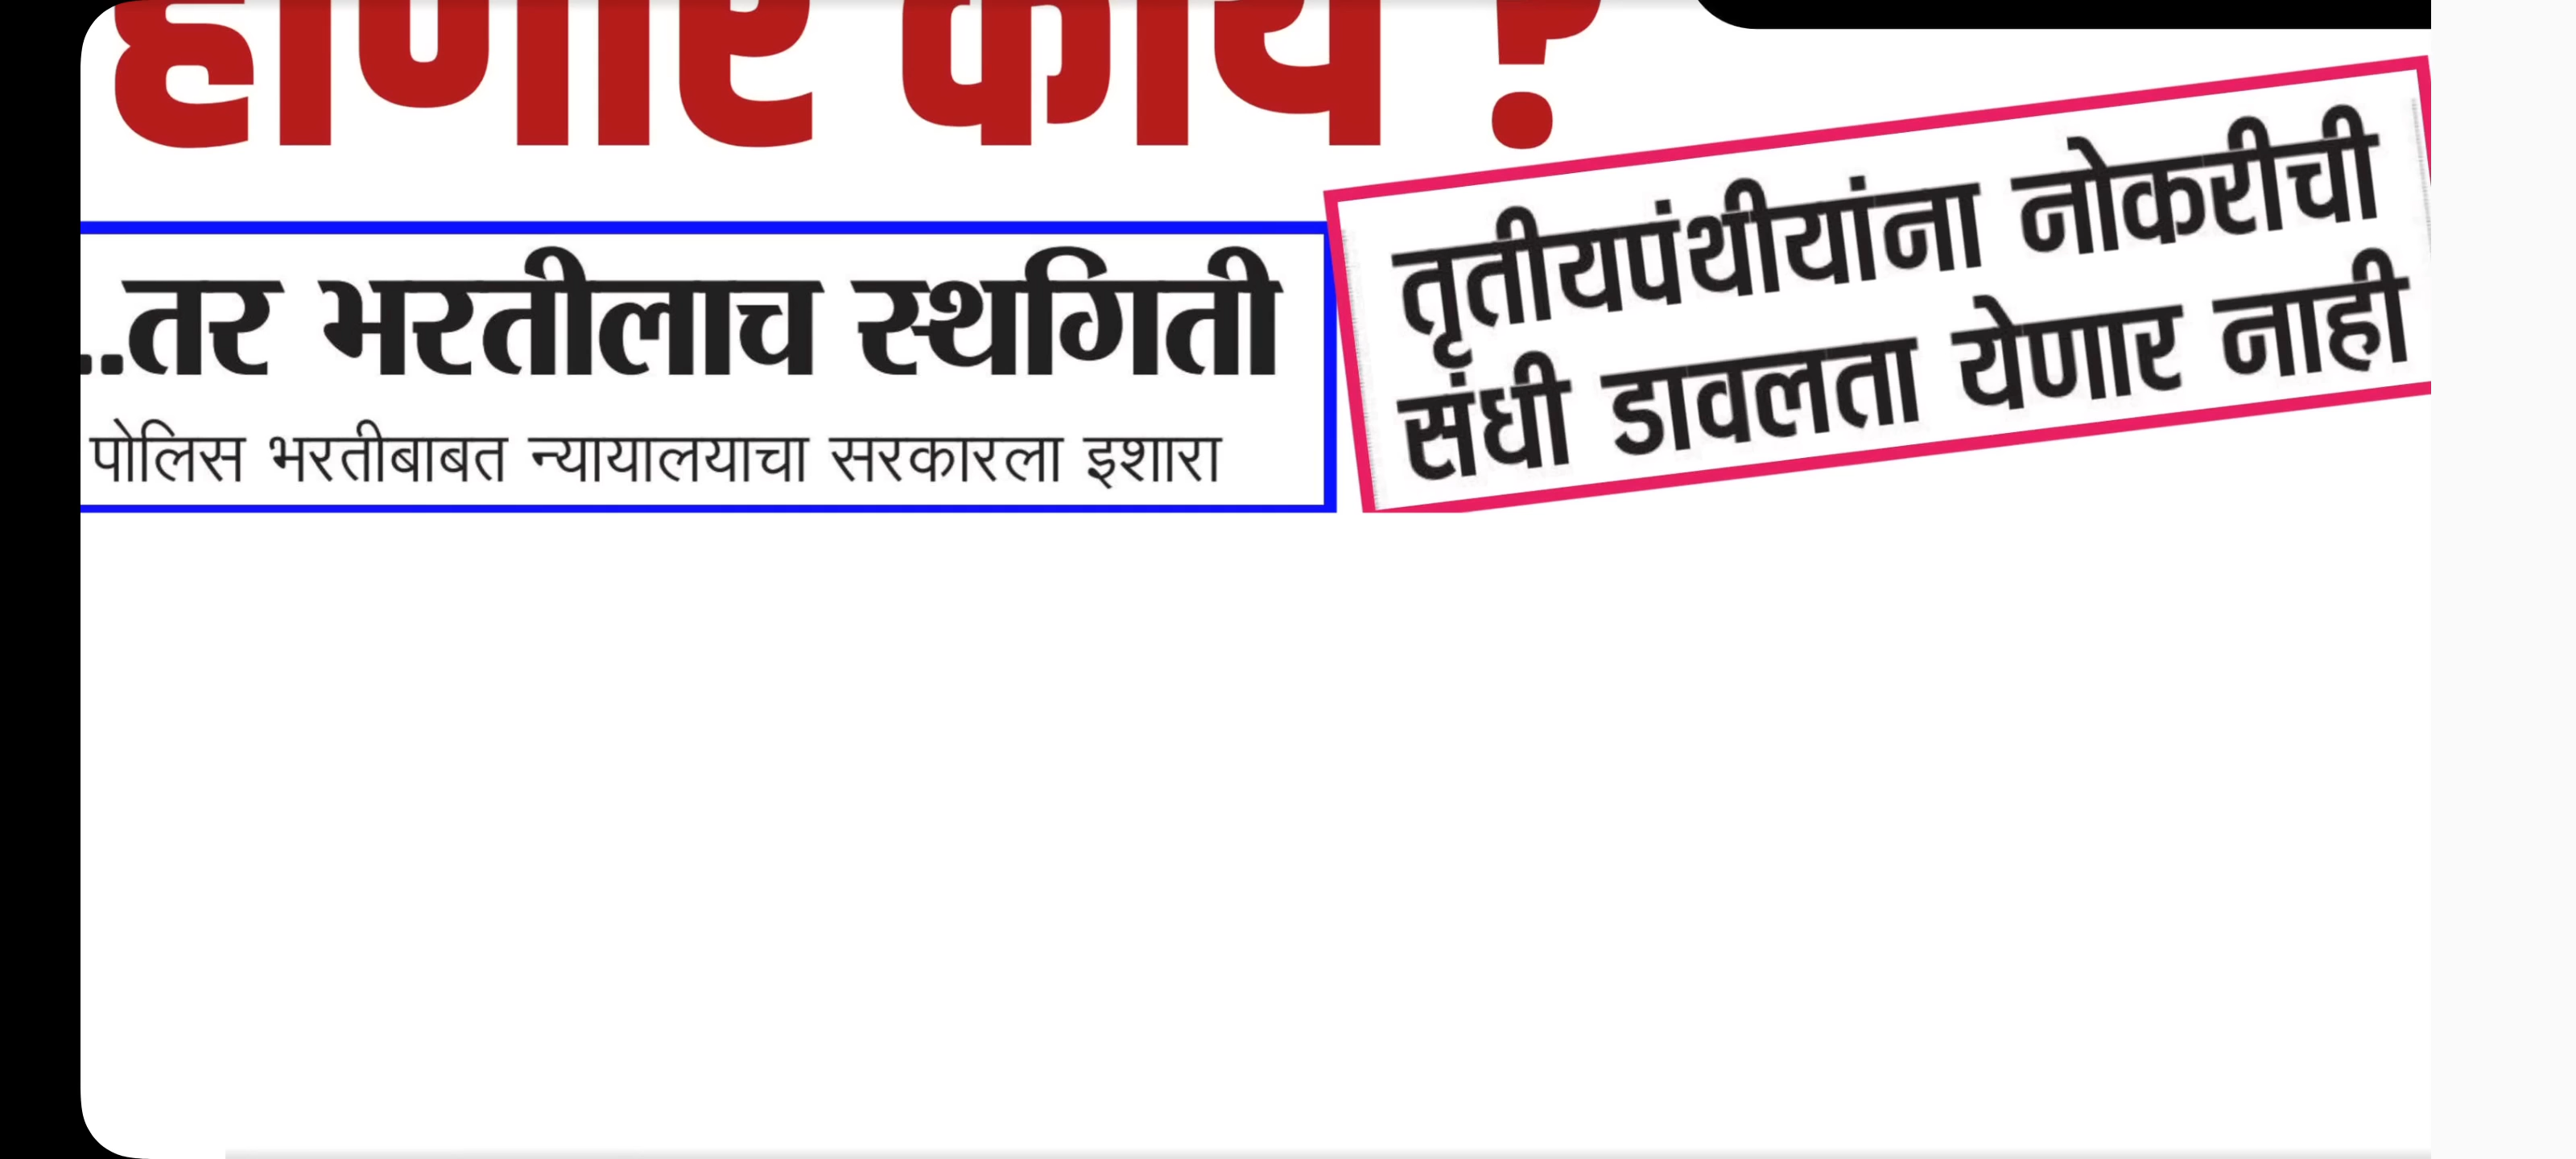 होणार काय ?
..तर भरतीलाच स्थगिती
पोलिस भरतीबाबत न्यायालयाचा सरकारला इशारा
तृतीयपंथीयांना नोकरीची
संधी डावलता येणार नाही